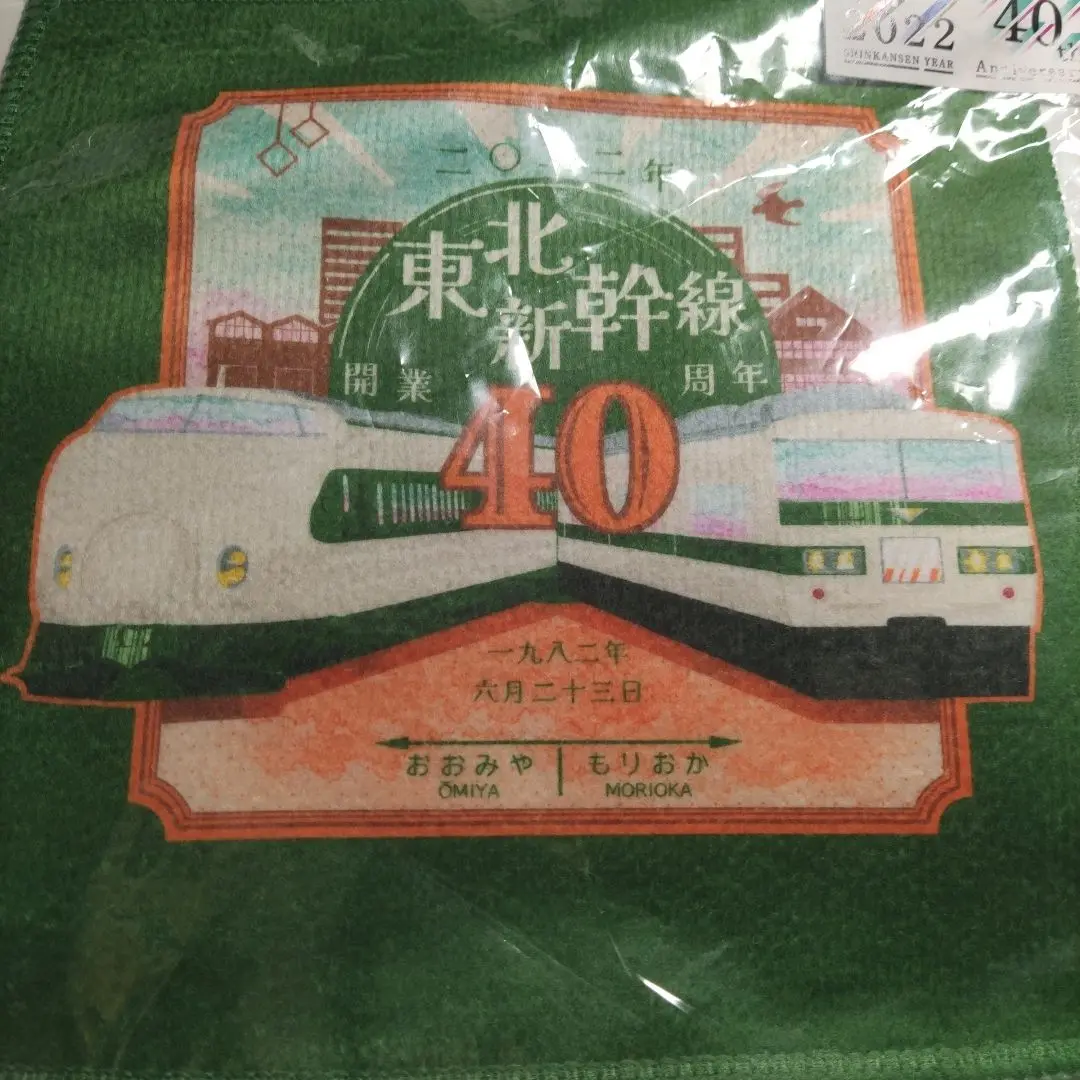 2022
SHINKANSEN YEAR
40th
Anniversary
二〇二二年
東北
新幹線
開業
周年
40
一九八二年
六月二十三日
おおみや
もりおか
ŌMIYA
MORIOKA